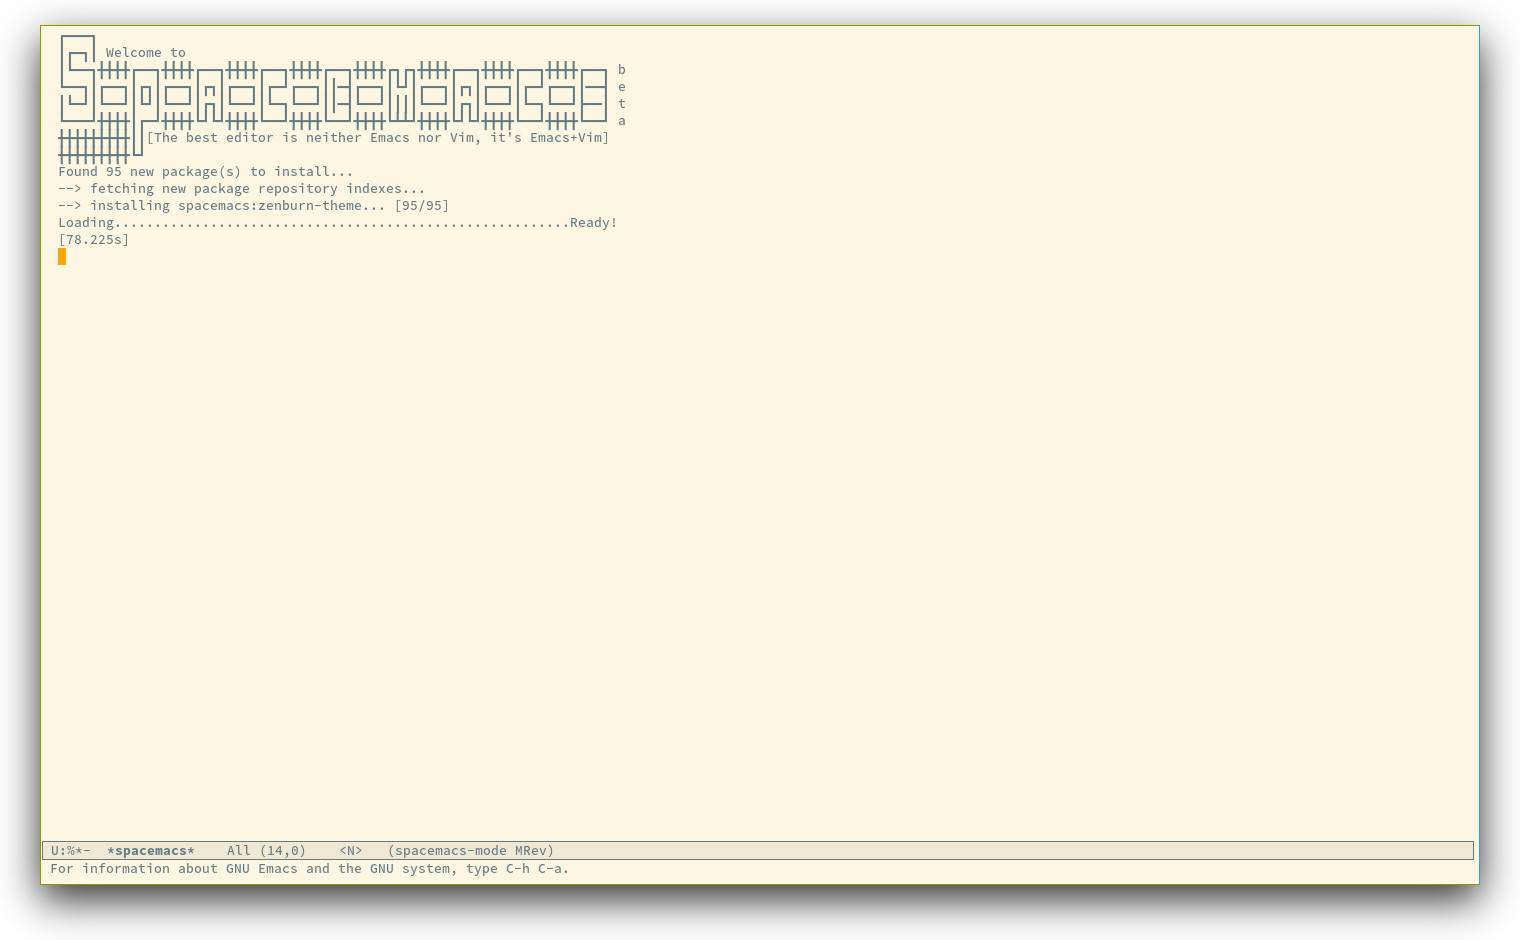 Welcome to
b
e
t
a
[The best editor is neither Emacs nor Vim, it's Emacs+Vim]
Found 95 new package(s) to install...
--> fetching new package repository indexes...
--> installing spacemacs:zenburn-theme... [95/95]
Loading.........................................................Ready!
[78.225s]
U:%*-  *spacemacs*    All (14,0)    <N>   (spacemacs-mode MRev)
For information about GNU Emacs and the GNU system, type C-h C-a.